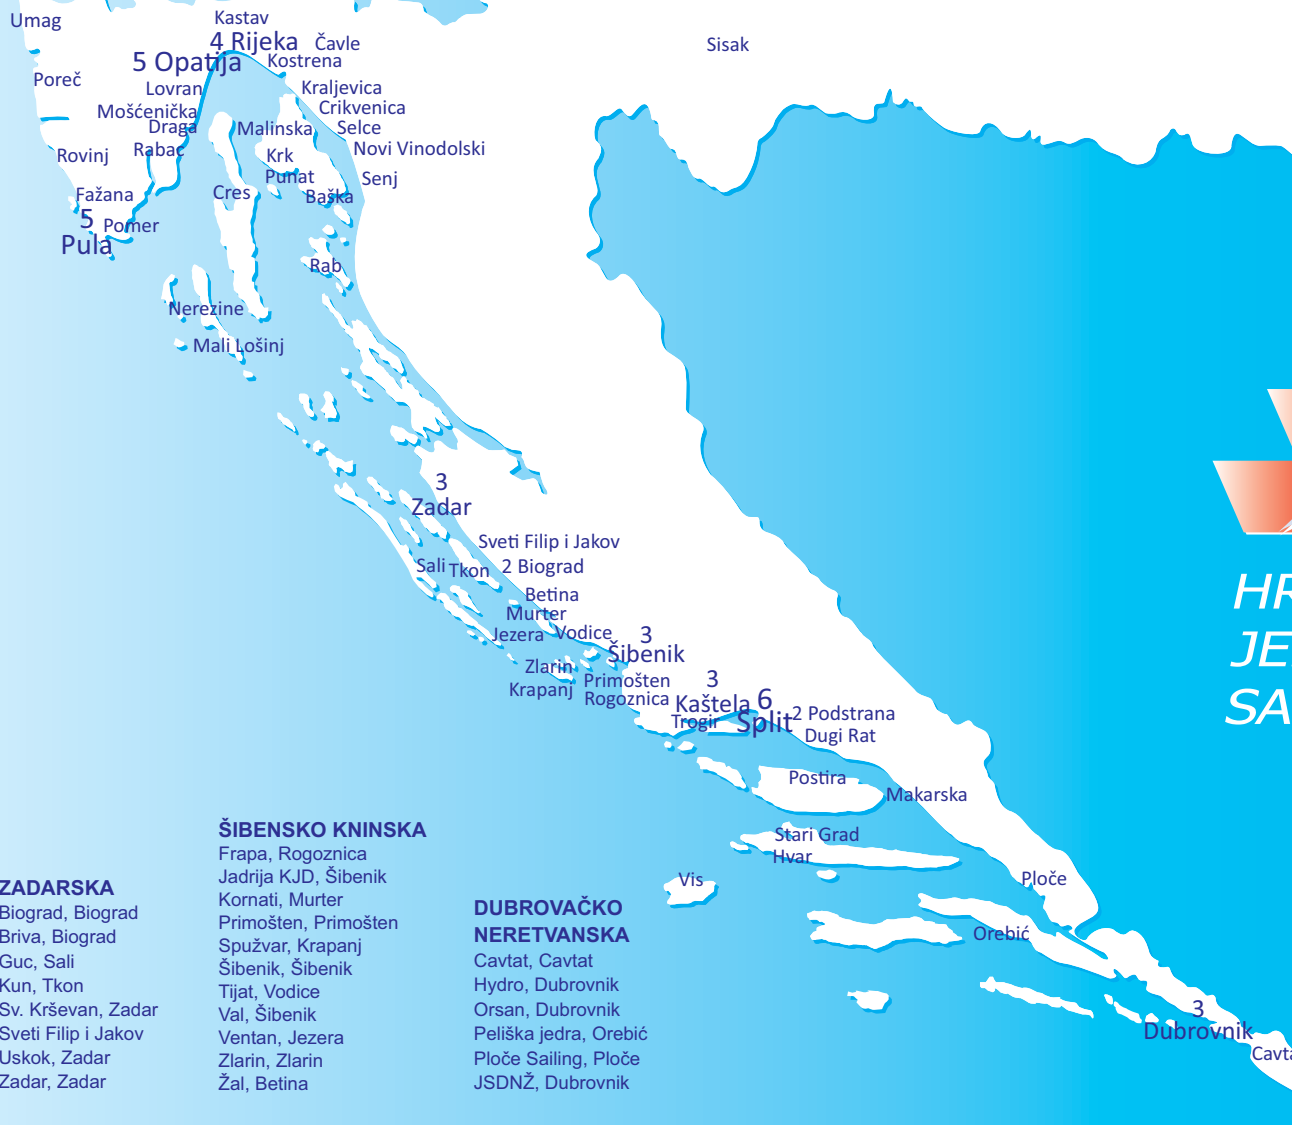 Umag
Kastav
4 Rijeka
Čavle
Sisak
5 Opatija
Kostrena
Poreč
Lovran
Kraljevica
Mošćenička
Draga
Crikvenica
Malinska
Selce
Rovinj
Rabac
Krk
Novi Vinodolski
Punat
Senj
Fažana
Cres
Baška
5
Pula
Pomer
Rab
Nerezine
Mali Lošinj
3
Zadar
Sveti Filip i Jakov
Sali
Tkon
2 Biograd
HR
Betina
Murter
Jezera
Vodice
3
Šibenik
JE
Zlarin
Krapanj
Primošten
Rogoznica
3
Kaštela
6
Split
SA
Trogir
2 Podstrana
Dugi Rat
Postira
Makarska
Stari Grad
Hvar
Vis
Ploče
Orebić
3
Dubrovnik
Cavta
ZADARSKA
Biograd, Biograd
Briva, Biograd
Guc, Sali
Kun, Tkon
Sv. Krševan, Zadar
Sveti Filip i Jakov
Uskok, Zadar
Zadar, Zadar
ŠIBENSKO KNINSKA
Frapa, Rogoznica
Jadrija KJD, Šibenik
Kornati, Murter
Primošten, Primošten
Spužvar, Krapanj
Šibenik, Šibenik
Tijat, Vodice
Val, Šibenik
Ventan, Jezera
Zlarin, Zlarin
Žal, Betina
DUBROVAČKO
NERETVANSKA
Cavtat, Cavtat
Hydro, Dubrovnik
Orsan, Dubrovnik
Peliška jedra, Orebić
Ploče Sailing, Ploče
JSDNŽ, Dubrovnik